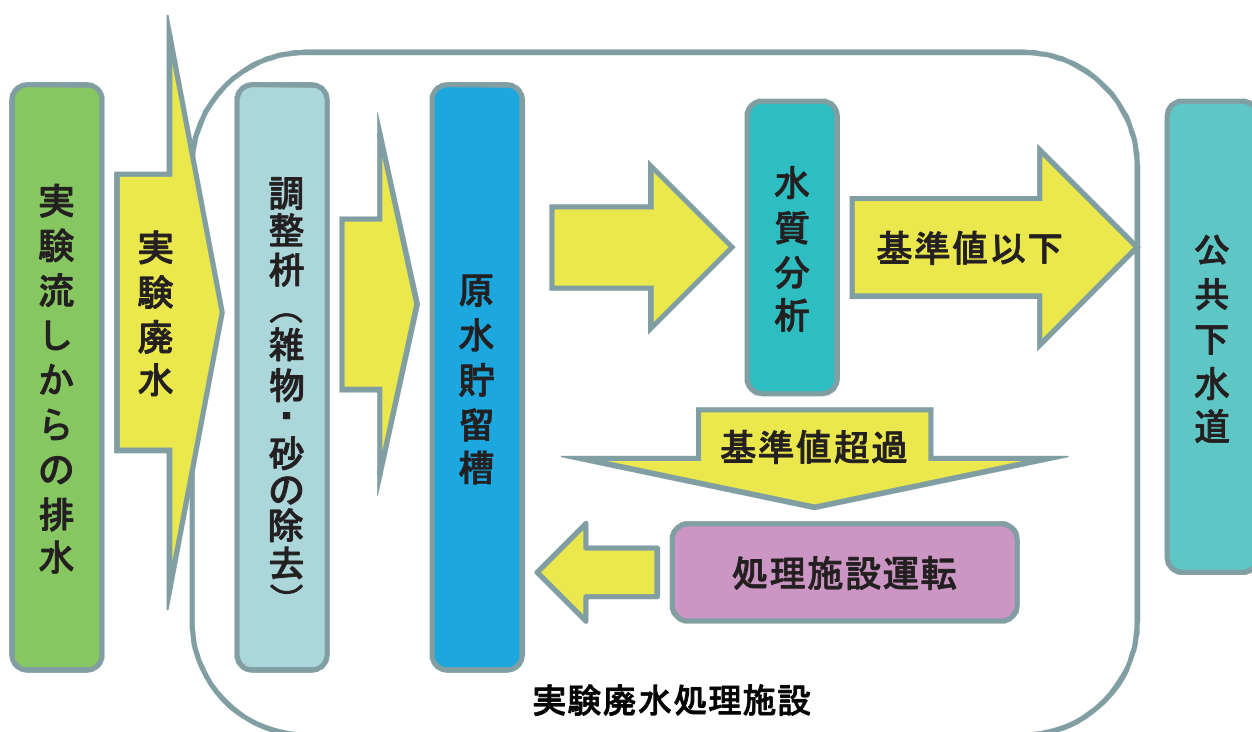 実験流しからの排水
実験廃水
調整枡（雑物・砂の除去）
原水貯留槽
水質分析
基準値以下
公共下水道
基準値超過
処理施設運転
実験廃水処理施設